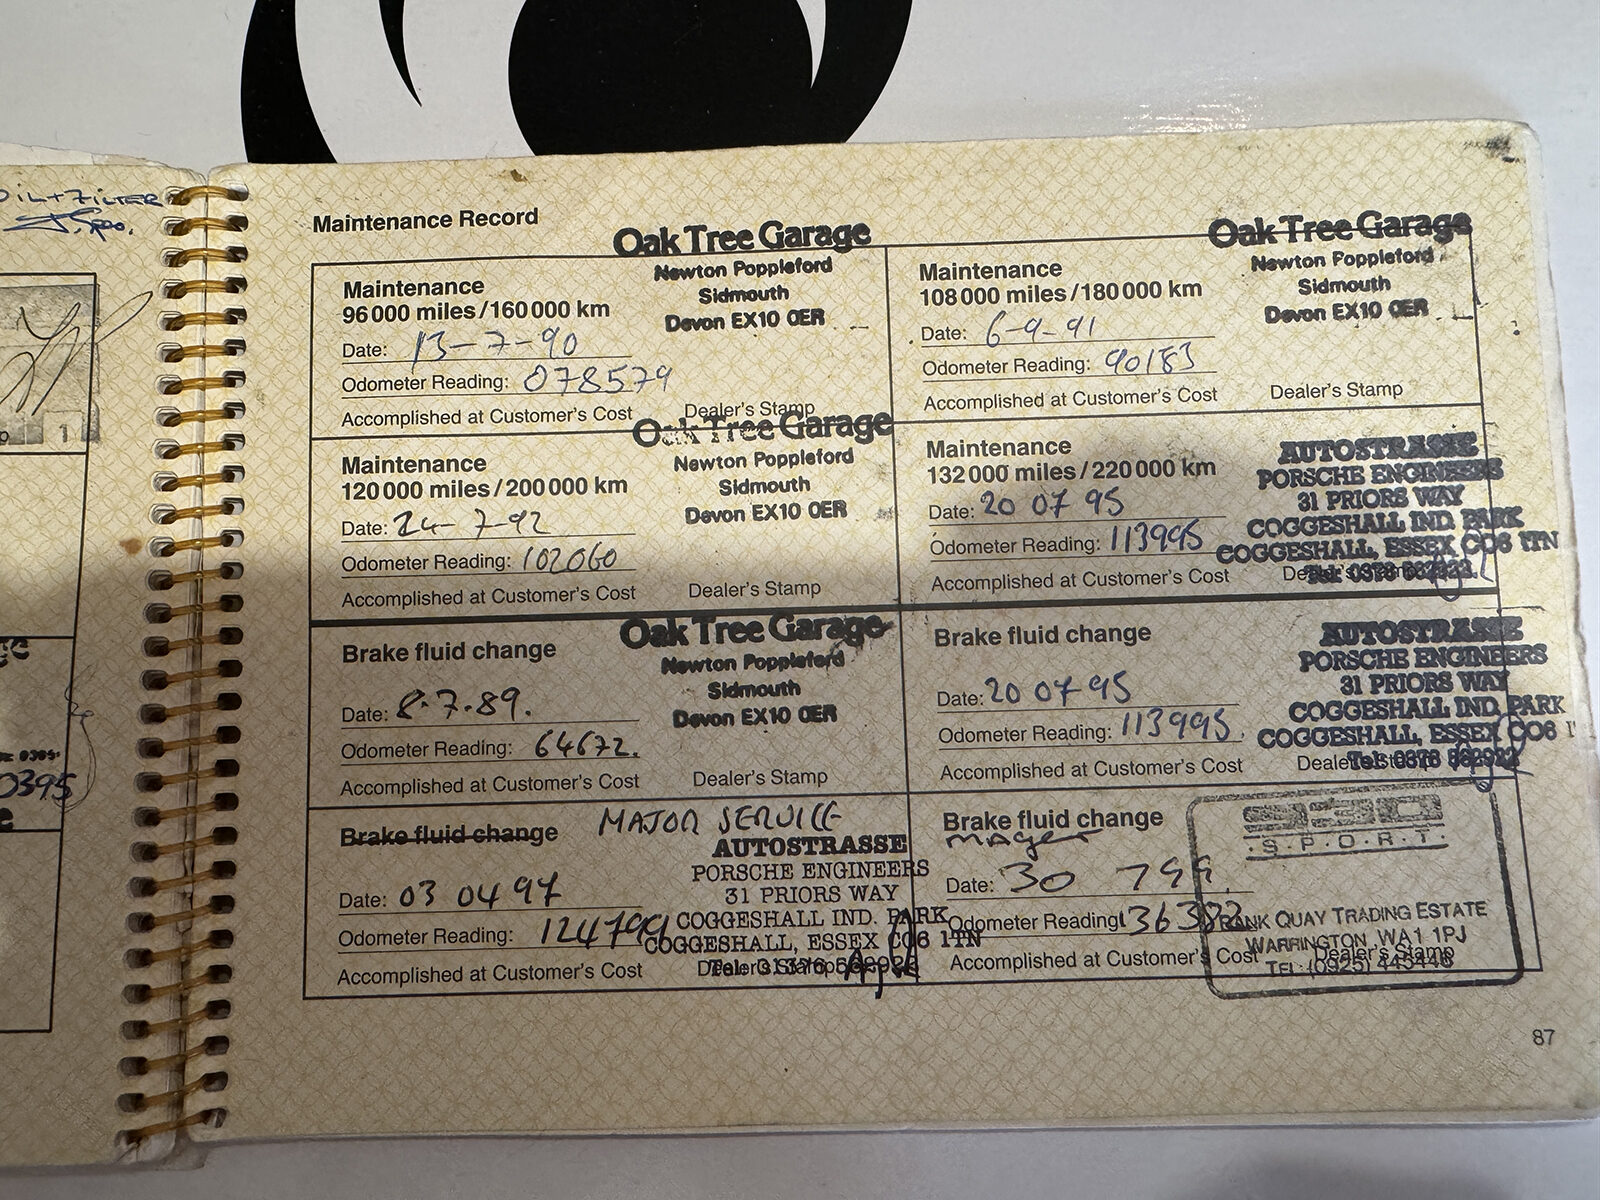 OIL + FILTER
1
0395
Maintenance Record
Oak Tree Garage
Newton Poppleford
Sidmouth
Devon EX10 0ER
Maintenance
96 000 miles / 160 000 km
Date: 13-7-90
Odometer Reading: 078579
Accomplished at Customer's Cost
Dealer's Stamp
Oak Tree Garage
Newton Poppleford
Sidmouth
Devon EX10 0ER
Maintenance
108 000 miles / 180 000 km
Date: 6-9-91
Odometer Reading: 90183
Accomplished at Customer's Cost
Dealer's Stamp
Oak Tree Garage
Newton Poppleford
Sidmouth
Devon EX10 0ER
Maintenance
120 000 miles / 200 000 km
Date: 24-7-92
Odometer Reading: 102060
Accomplished at Customer's Cost
Dealer's Stamp
Maintenance
132 000 miles / 220 000 km
Date: 20 07 95
Odometer Reading: 113995
Accomplished at Customer's Cost
AUTOSTRASSE
PORSCHE ENGINEERS
31 PRIORS WAY
COGGESHALL IND. PARK
COGGESHALL, ESSEX CO6 1TN
Oak Tree Garage
Newton Poppleford
Sidmouth
Devon EX10 0ER
Brake fluid change
Date: 8.7.89.
Odometer Reading: 64672.
Accomplished at Customer's Cost
Dealer's Stamp
Brake fluid change
Date: 20 07 95
Odometer Reading: 113995.
Accomplished at Customer's Cost
AUTOSTRASSE
PORSCHE ENGINEERS
31 PRIORS WAY
COGGESHALL IND. PARK
COGGESHALL, ESSEX CO6
Brake fluid change
MAJOR SERVICE
Date: 03 04 97
Odometer Reading: 124799
Accomplished at Customer's Cost
Dealer's Stamp
AUTOSTRASSE
PORSCHE ENGINEERS
31 PRIORS WAY
COGGESHALL IND. PARK
COGGESHALL, ESSEX CO6 1TN
Brake fluid change
Mager
Date: 30 7 99.
Odometer Reading 136382
Accomplished at Customer's Cost
Dealer's Stamp
930
S.P.O.R.T.
BANK QUAY TRADING ESTATE
WARRINGTON, WA1 1PJ
TEL: (0925) 445448
87